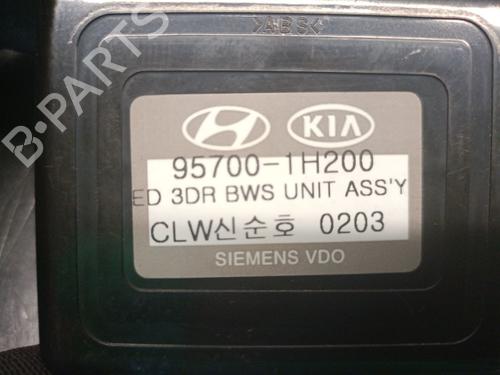 >ABS<
KIA
95700-1H200
ED 3DR BWS UNIT ASS'Y
CLW신순호 0203
SIEMENS VDO
B-PARTS